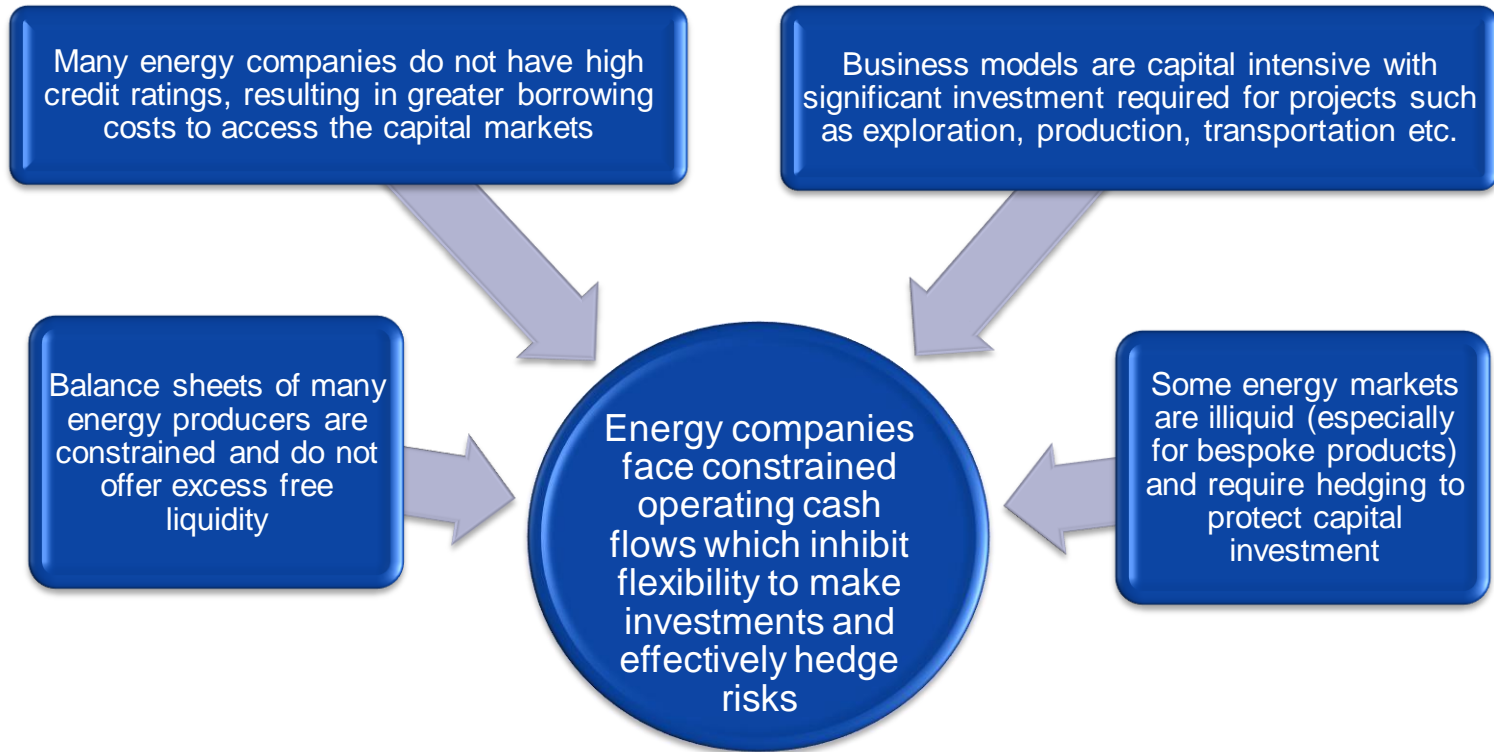 Many energy companies do not have high
credit ratings, resulting in greater borrowing
costs to access the capital markets
Business models are capital intensive with
significant investment required for projects such
as exploration, production, transportation etc.
Balance sheets of many
energy producers are
constrained and do not
offer excess free
liquidity
Energy companies
face constrained
operating cash
flows which inhibit
flexibility to make
investments and
effectively hedge
risks
Some energy markets
are illiquid (especially
for bespoke products)
and require hedging to
protect capital
investment